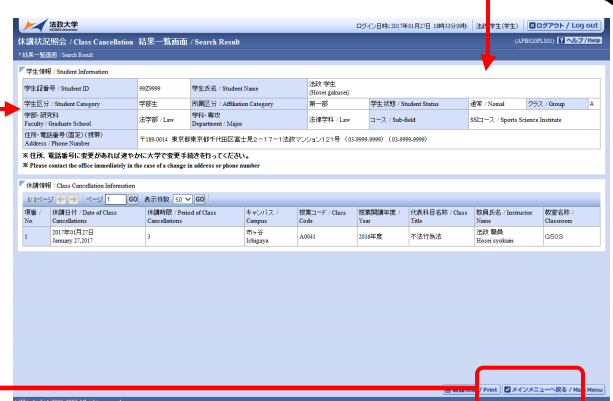 法政大学
HOSEI University
ログイン日時:2017年01月27日 18時33分09秒 法政 学生(学生) ログアウト / Log out
休講状況照会 / Class Cancellation 結果一覧画面 / Search Result (APB020PLS01) ヘルプ/Help
結果一覧画面 / Search Result
学生情報 / Student Information
学生証番号 / Student ID 99Z9999 学生氏名 / Student Name 法政 学生
(Hosei gakusei)
学生区分 / Student Category 学部生 所属区分 / Affiliation Category 第一部 学生状態 / Student Status 通常 / Nomal クラス / Group A
学部・研究科
Faculty / Graduate School 法学部 / Law 学科・専攻
Department / Major 法律学科 / Law コース / Sub-field SSIコース / Sports Science Institute
住所・電話番号(固定)(携帯)
Address / Phone Number 〒189-0014 東京都東京都千代田区富士見2-17-1法政マンション121号 (03-9999-9999) (03-9999-9999)
※ 住所、電話番号に変更があれば速やかに大学で変更手続きを行ってください。
※ Please contact the office immediately in the case of a change in address or phone number
休講情報 / Class Cancellation Information
1/1ページ ページ 1 GO 表示件数 50 GO
項番 /
No. 休講日付 / Date of Class
Cancellations 休講時限 / Period of Class
Cancellations キャンパス /
Campus 授業コード / Class
Code 授業開講年度 /
Year 代表科目名称 / Class
Title 教員氏名 / Instructor
Name 教室名称 /
Classroom
1 2017年01月27日
January 27,2017 3 市ヶ谷
Ichigaya A0041 2016年度 不法行為法 法政 職員
Hosei syokuin G503
/ Print メインメニューへ戻る / Main Menu